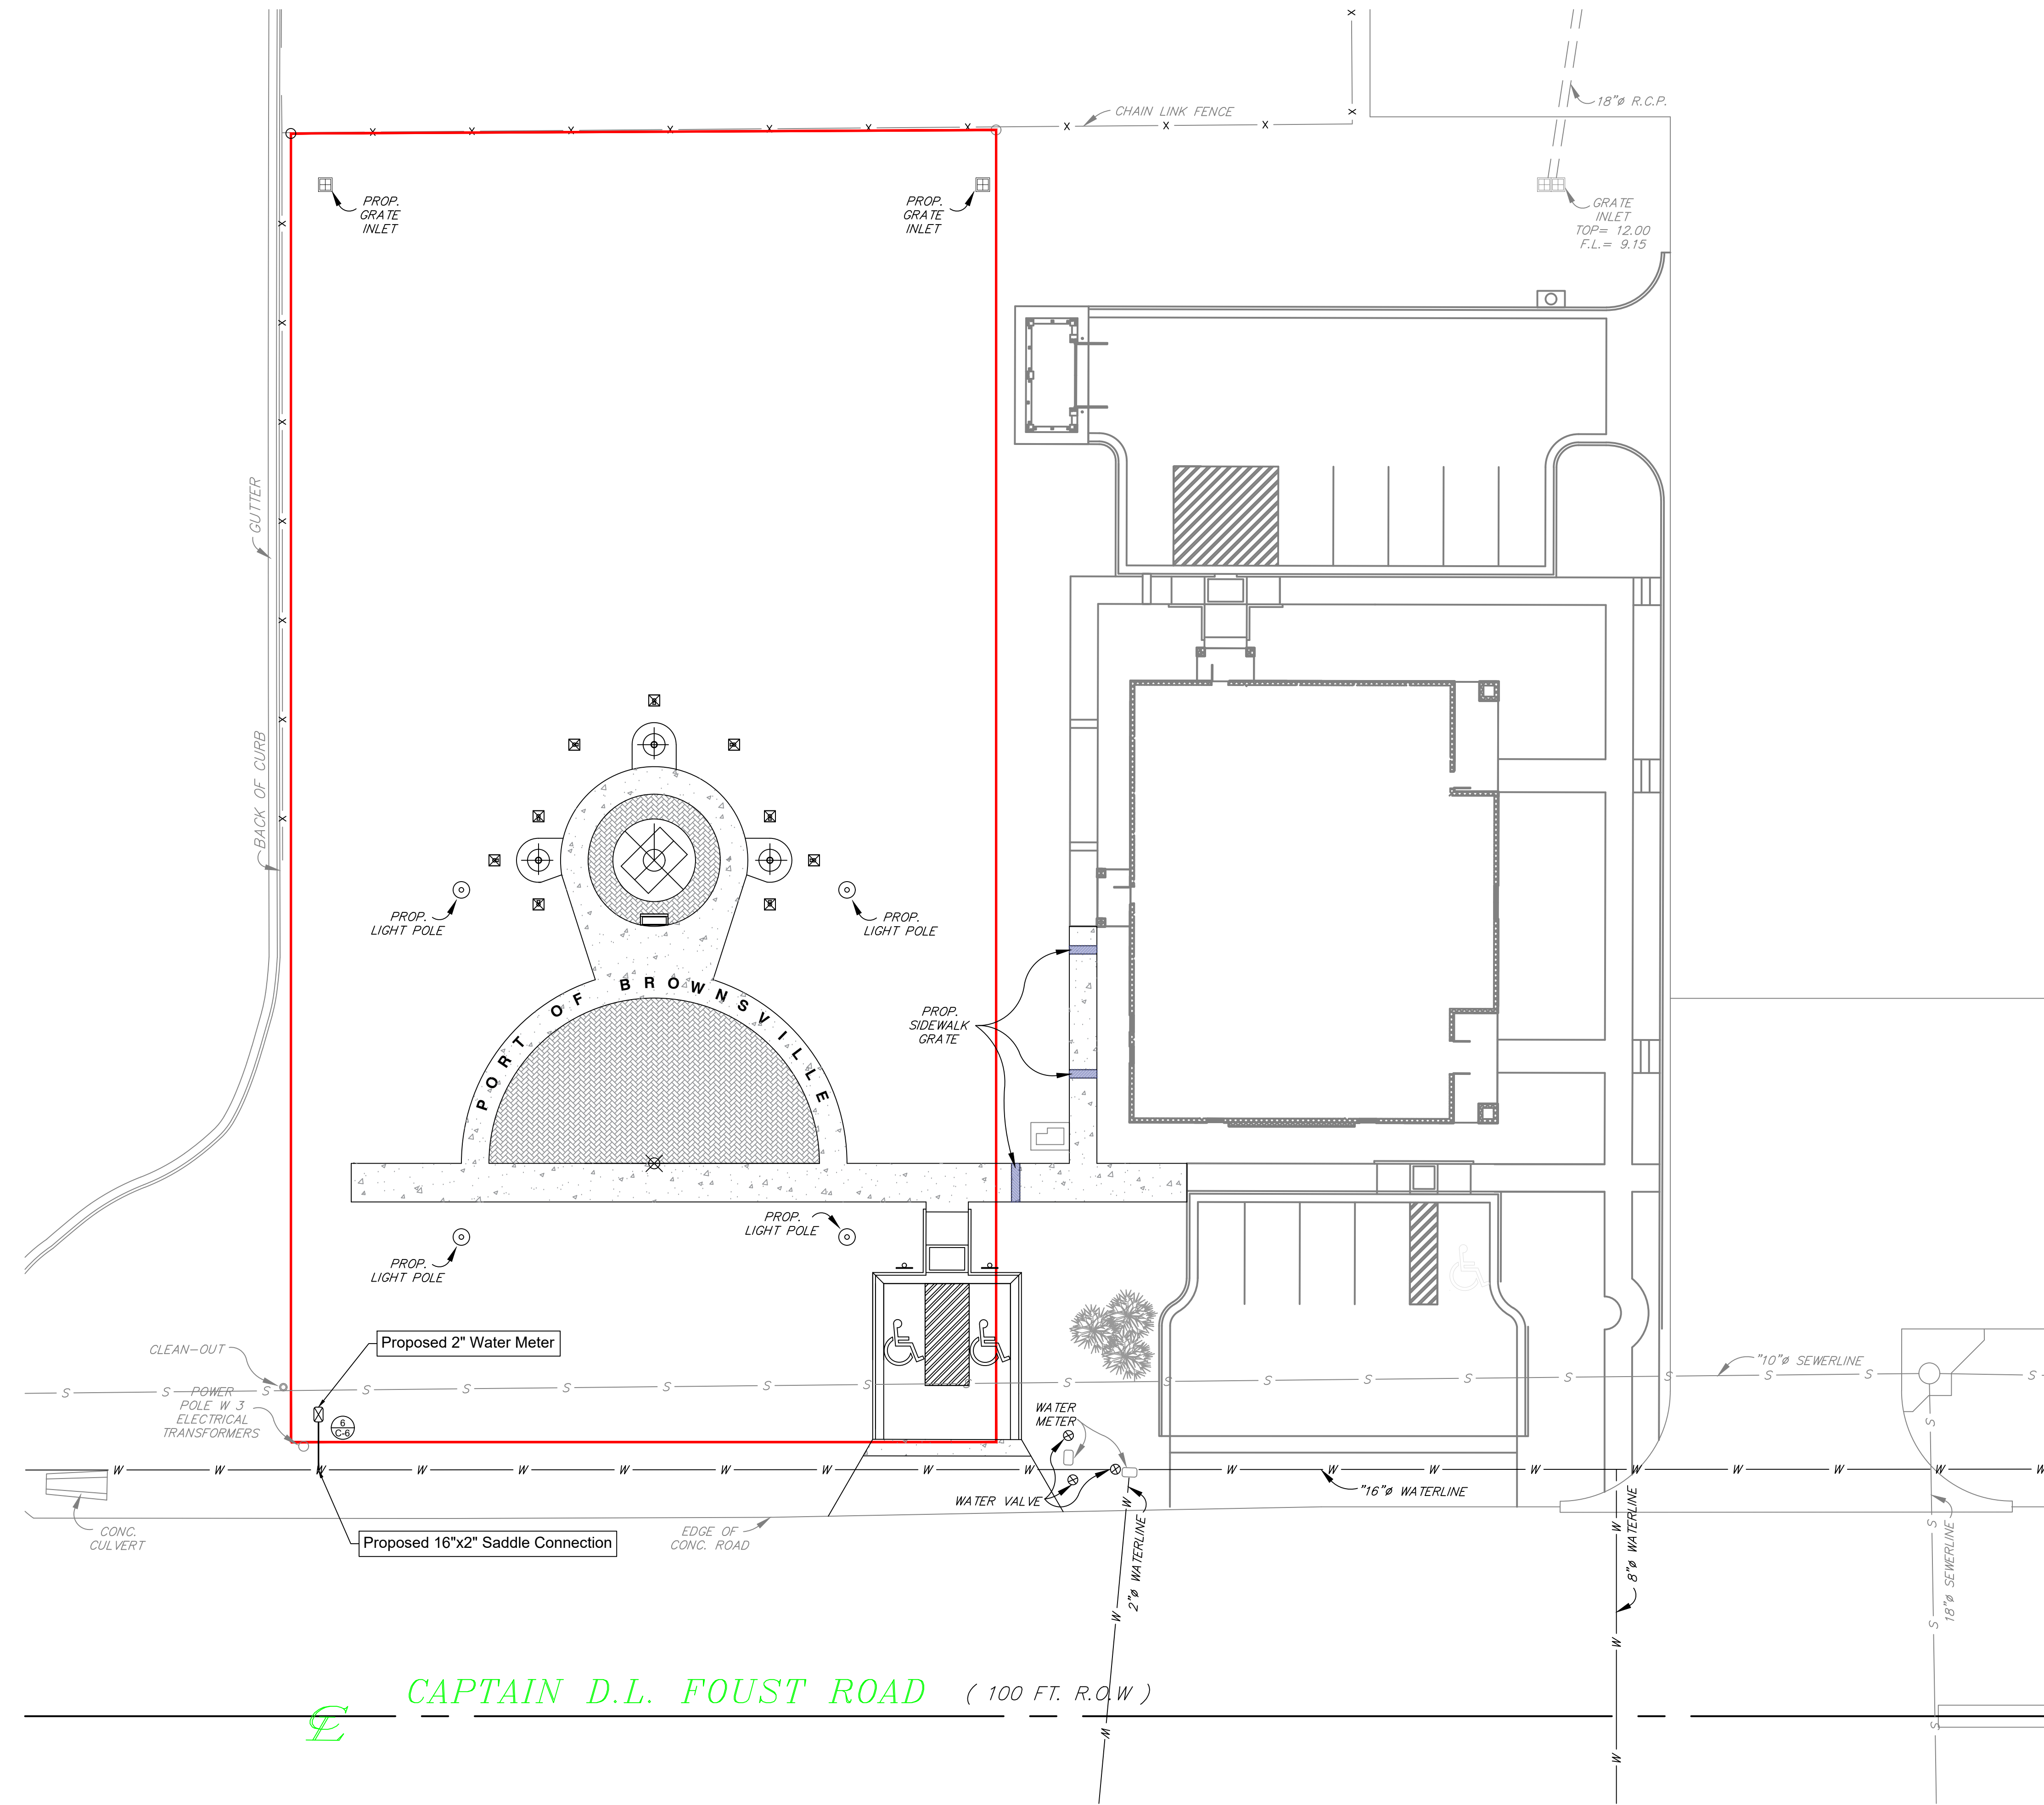 CHAIN LINK FENCE
18"ø R.C.P.
PROP.
GRATE
INLET
PROP.
GRATE
INLET
GRATE
INLET
TOP= 12.00
F.L.= 9.15
GUTTER
BACK OF CURB
PROP.
LIGHT POLE
PROP.
LIGHT POLE
PORT OF BROWNSVILLE
PROP.
SIDEWALK
GRATE
PROP.
LIGHT POLE
PROP.
LIGHT POLE
Proposed 2" Water Meter
CLEAN-OUT
"10"ø SEWERLINE
S S S S S S S S S S S S S S S S S S S
POWER
POLE W 3
ELECTRICAL
TRANSFORMERS
6
C-6
WATER
METER
W W W W W W W W W W W W W W W W W W W W
WATER VALVE
"16"ø WATERLINE
CONC.
CULVERT
Proposed 16"x2" Saddle Connection
EDGE OF
CONC. ROAD
2"ø WATERLINE
8"ø WATERLINE
18"ø SEWERLINE
CAPTAIN D.L. FOUST ROAD ( 100 FT. R.O.W )